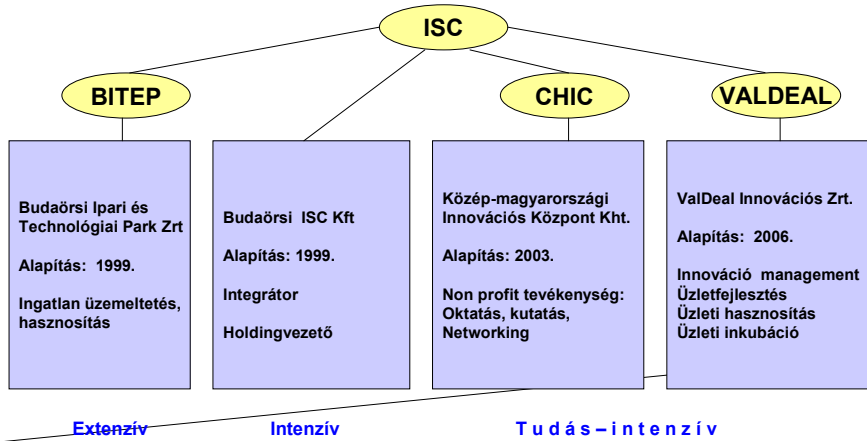 ISC
BITEP
CHIC
VALDEAL
Budaörsi Ipari és
Technológiai Park Zrt
Alapítás: 1999.
Ingatlan üzemeltetés,
hasznosítás
Budaörsi ISC Kft
Alapítás: 1999.
Integrátor
Holdingvezető
Közép-magyarországi
Innovációs Központ Kht.
Alapítás: 2003.
Non profit tevékenység:
Oktatás, kutatás,
Networking
ValDeal Innovációs Zrt.
Alapítás: 2006.
Innováció management
Üzletfejlesztés
Üzleti hasznosítás
Üzleti inkubáció
Extenzív
Intenzív
Tudás–intenzív